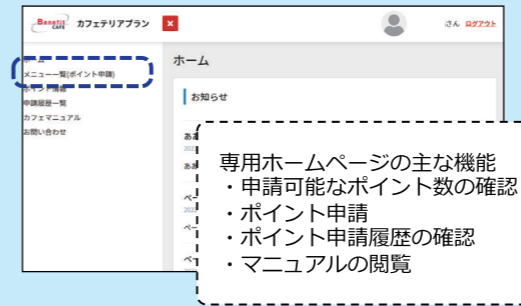 Benefit CAFE カフェテリアプラン × さん ログアウト
ホーム
メニュー一覧(ポイント申請)
ポイント情報
申請履歴一覧
カフェマニュアル
お問い合わせ
ホーム
お知らせ
専用ホームページの主な機能
・申請可能なポイント数の確認
・ポイント申請
・ポイント申請履歴の確認
・マニュアルの閲覧